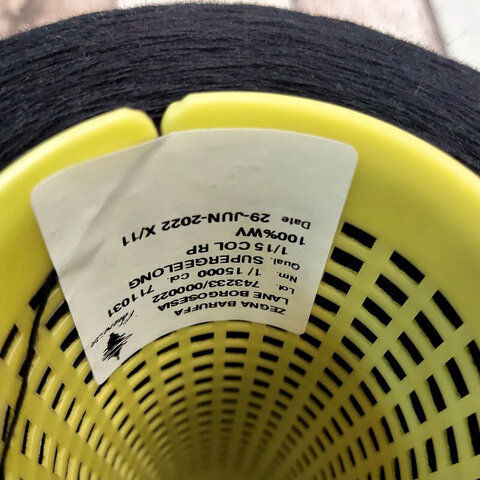 ZEGNA BARUFFA
LANE BORGOSESIA
Lot. 743233/0000022
Nm. 1/ 15000 Cd. 711031
Qual. SUPERGEELONG
1/15 COL RP
100%WV
Date 29-JUN-2022 X/11